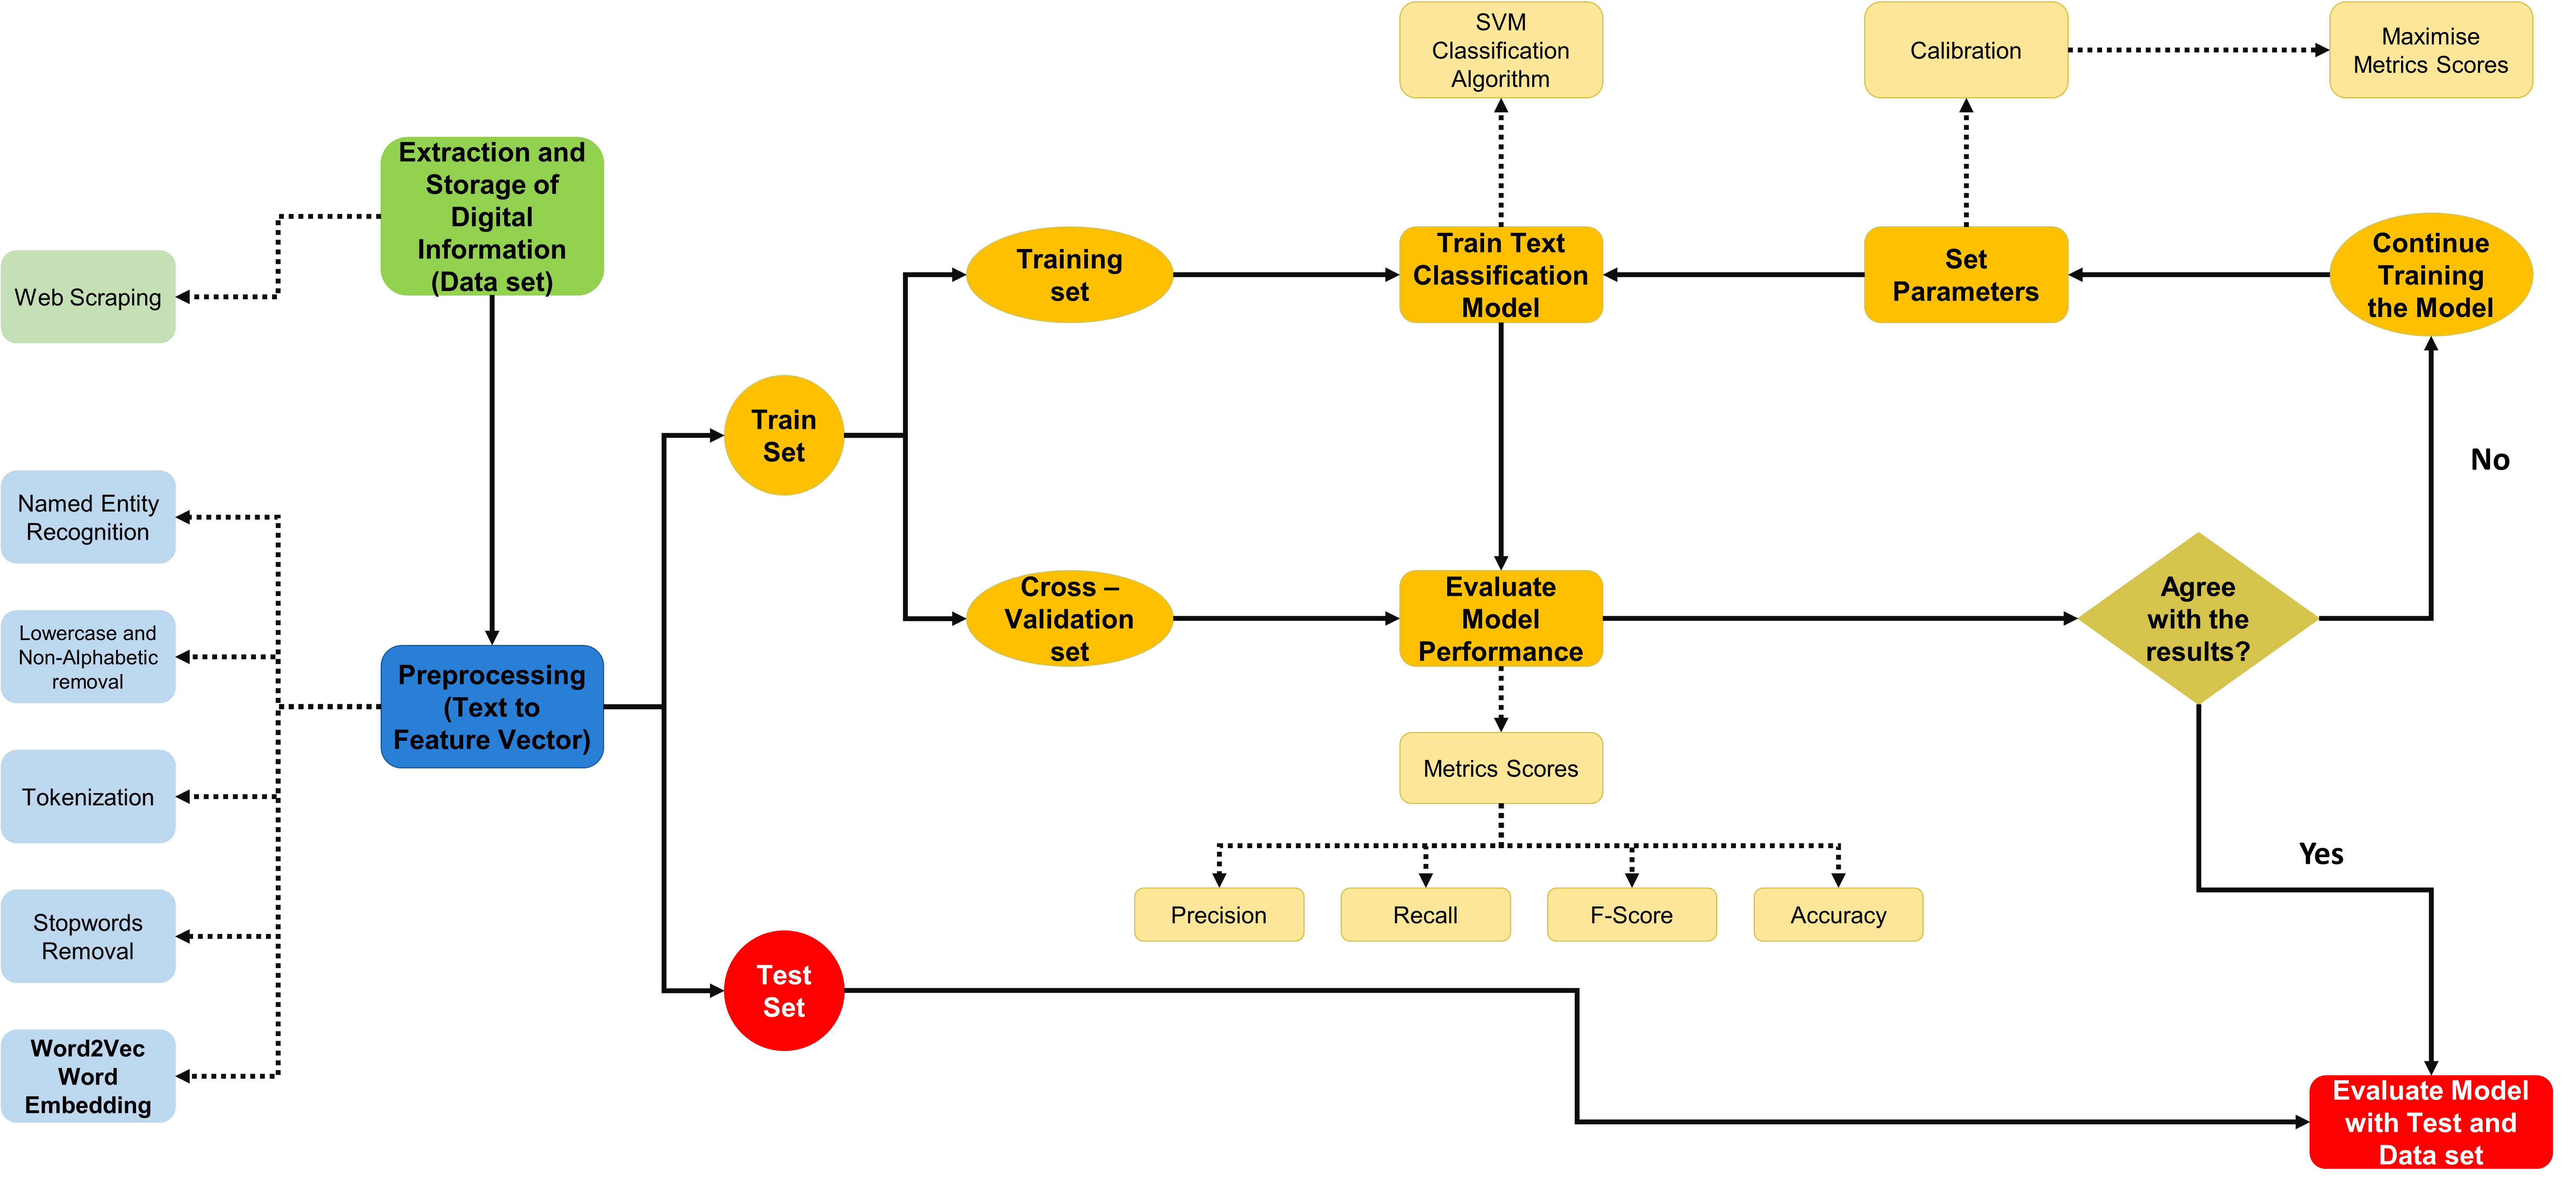 SVM
Classification
Algorithm
Calibration
Maximise
Metrics Scores
Extraction and
Storage of
Digital
Information
(Data set)
Web Scraping
Training
set
Train Text
Classification
Model
Set
Parameters
Continue
Training
the Model
Train
Set
No
Named Entity
Recognition
Lowercase and
Non-Alphabetic
removal
Tokenization
Stopwords
Removal
Word2Vec
Word
Embedding
Preprocessing
(Text to
Feature Vector)
Cross –
Validation
set
Evaluate
Model
Performance
Agree
with the
results?
Metrics Scores
Yes
Precision
Recall
F-Score
Accuracy
Test
Set
Evaluate Model
with Test and
Data set